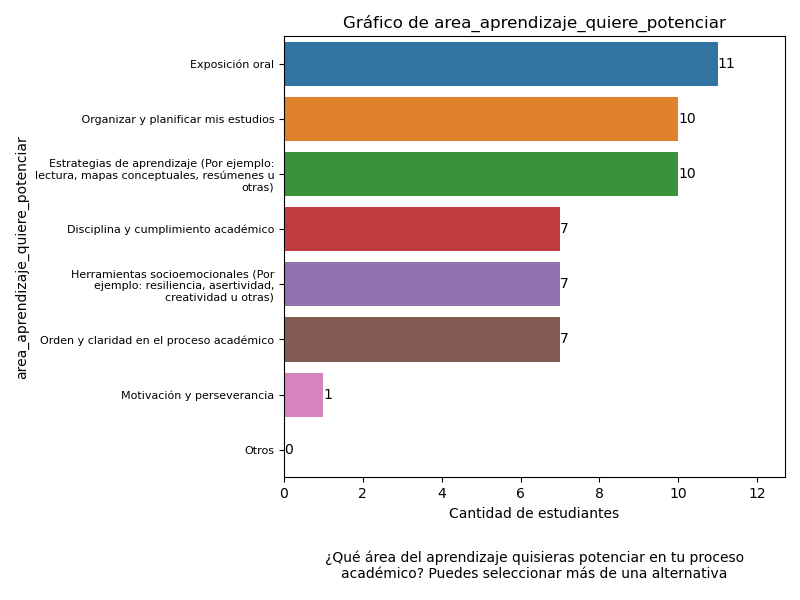 Gráfico de area_aprendizaje_quiere_potenciar
area_aprendizaje_quiere_potenciar
Exposición oral
11
Organizar y planificar mis estudios
10
Estrategias de aprendizaje (Por ejemplo:
lectura, mapas conceptuales, resúmenes u
otras)
10
Disciplina y cumplimiento académico
7
Herramientas socioemocionales (Por
ejemplo: resiliencia, asertividad,
creatividad u otras)
7
Orden y claridad en el proceso académico
7
Motivación y perseverancia
1
Otros
0
0 2 4 6 8 10 12
Cantidad de estudiantes
¿Qué área del aprendizaje quisieras potenciar en tu proceso
académico? Puedes seleccionar más de una alternativa